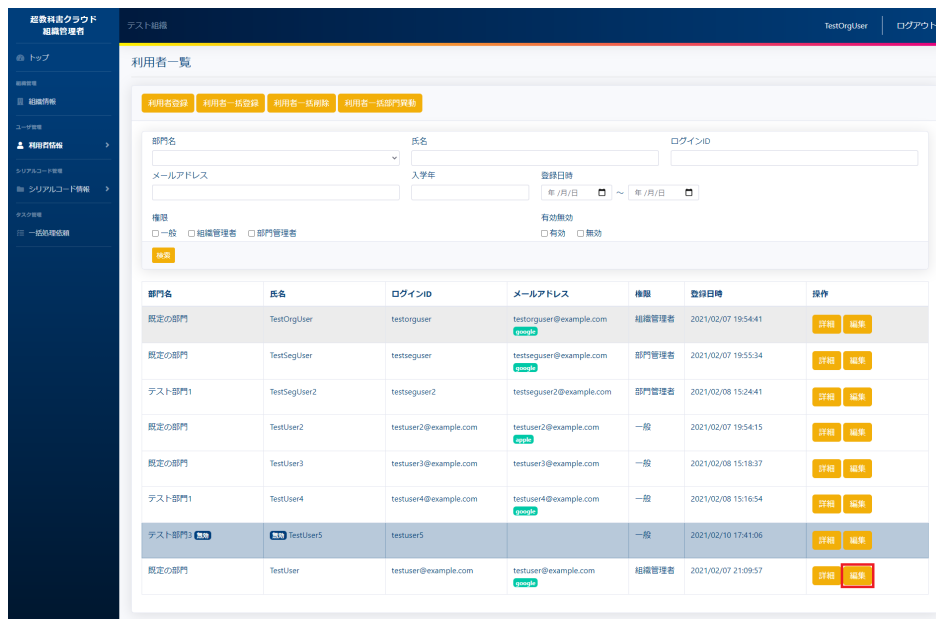 超教科書クラウド
組織管理者
テスト組織
TestOrgUser
ログアウト
トップ
組織管理
組織情報
ユーザ管理
利用者情報
シリアルコード管理
シリアルコード情報
タスク管理
一括処理依頼
利用者一覧
利用者登録 利用者一括登録 利用者一括削除 利用者一括部門異動
部門名 氏名 ログインID
メールアドレス 入学年 登録日時
年 /月/日 ～ 年 /月/日
権限 有効無効
一般 組織管理者 部門管理者 有効 無効
検索
部門名 氏名 ログインID メールアドレス 権限 登録日時 操作
既定の部門 TestOrgUser testorguser testorguser@example.com 組織管理者 2021/02/07 19:54:41 詳細 編集
google
既定の部門 TestSegUser testseguser testseguser@example.com 部門管理者 2021/02/07 19:55:34 詳細 編集
google
テスト部門1 TestSegUser2 testseguser2 testseguser2@example.com 部門管理者 2021/02/08 15:24:41 詳細 編集
既定の部門 TestUser2 testuser2@example.com testuser2@example.com 一般 2021/02/07 19:54:15 詳細 編集
apple
既定の部門 TestUser3 testuser3@example.com testuser3@example.com 一般 2021/02/08 15:18:37 詳細 編集
テスト部門1 TestUser4 testuser4@example.com testuser4@example.com 一般 2021/02/08 15:16:54 詳細 編集
google
テスト部門3 無効 無効 TestUser5 testuser5 一般 2021/02/10 17:41:06 詳細 編集
既定の部門 TestUser testuser@example.com testuser@example.com 組織管理者 2021/02/07 21:09:57 詳細 編集
google